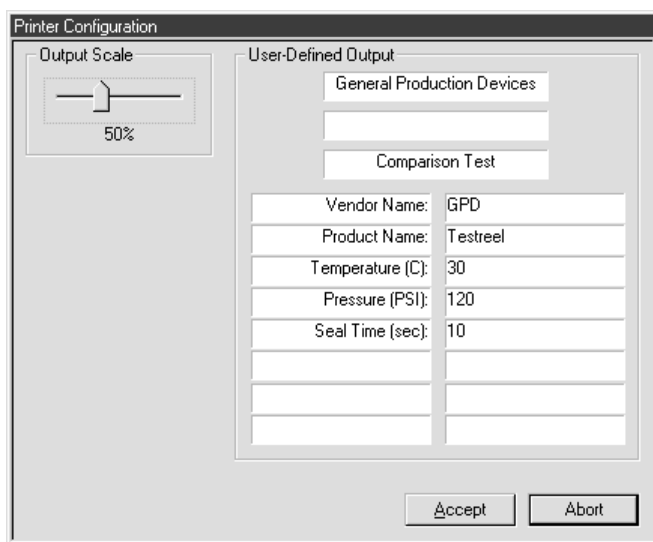 Printer Configuration
Output Scale
50%
User-Defined Output
General Production Devices
Comparison Test
Vendor Name: GPD
Product Name: Testreel
Temperature (C): 30
Pressure (PSI): 120
Seal Time (sec): 10
Accept Abort